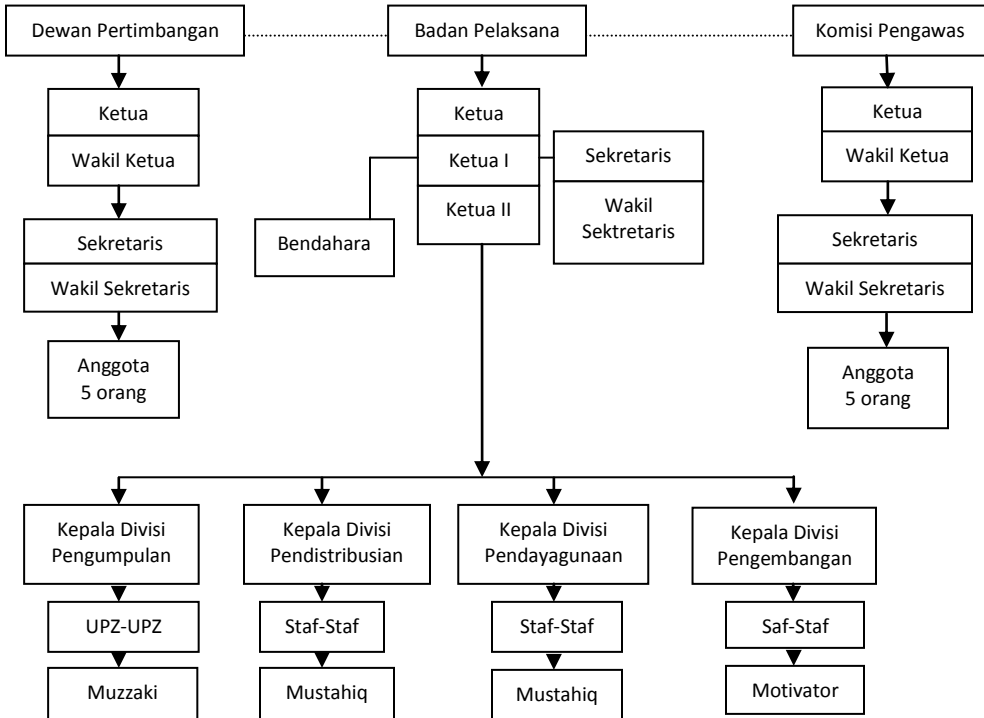 Dewan Pertimbangan
Badan Pelaksana
Komisi Pengawas
Ketua
Wakil Ketua
Sekretaris
Wakil Sekretaris
Anggota
5 orang
Ketua
Ketua I
Ketua II
Bendahara
Sekretaris
Wakil
Sektretaris
Ketua
Wakil Ketua
Sekretaris
Wakil Sekretaris
Anggota
5 orang
Kepala Divisi
Pengumpulan
UPZ-UPZ
Muzzaki
Kepala Divisi
Pendistribusian
Staf-Staf
Mustahiq
Kepala Divisi
Pendayagunaan
Staf-Staf
Mustahiq
Kepala Divisi
Pengembangan
Saf-Staf
Motivator